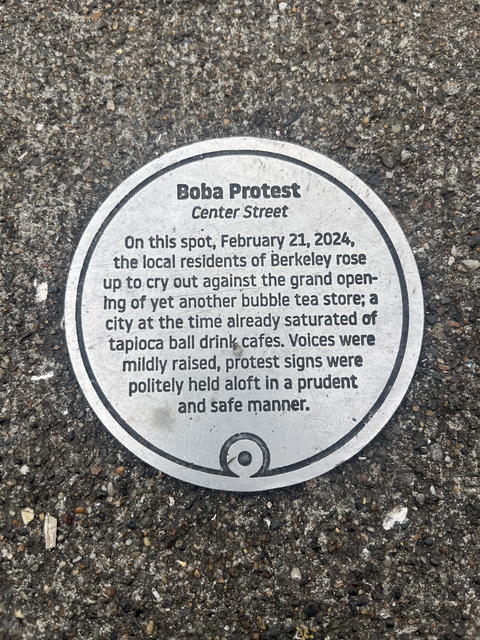 Boba Protest
Center Street
On this spot, February 21, 2024,
the local residents of Berkeley rose
up to cry out against the grand open-
ing of yet another bubble tea store; a
city at the time already saturated of
tapioca ball drink cafes. Voices were
mildly raised, protest signs were
politely held aloft in a prudent
and safe manner.